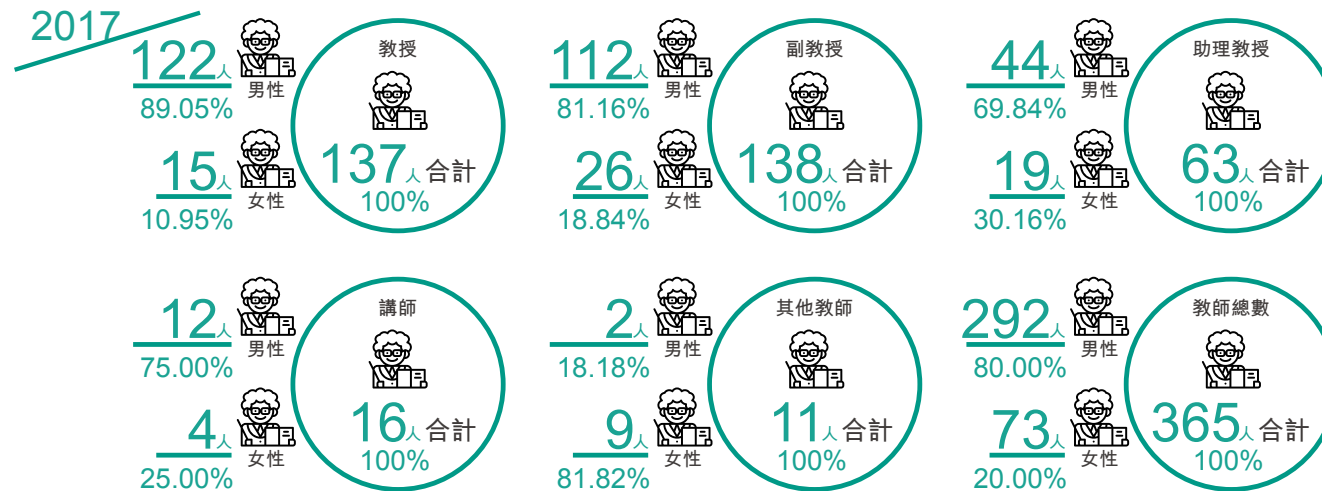 2017
122人
男性
89.05%
15人
女性
10.95%
教授
137人合計
100%
112人
男性
81.16%
26人
女性
18.84%
副教授
138人合計
100%
44人
男性
69.84%
19人
女性
30.16%
助理教授
63人合計
100%
12人
男性
75.00%
4人
女性
25.00%
講師
16人合計
100%
2人
男性
18.18%
9人
女性
81.82%
其他教師
11人合計
100%
292人
男性
80.00%
73人
女性
20.00%
教師總數
365人合計
100%